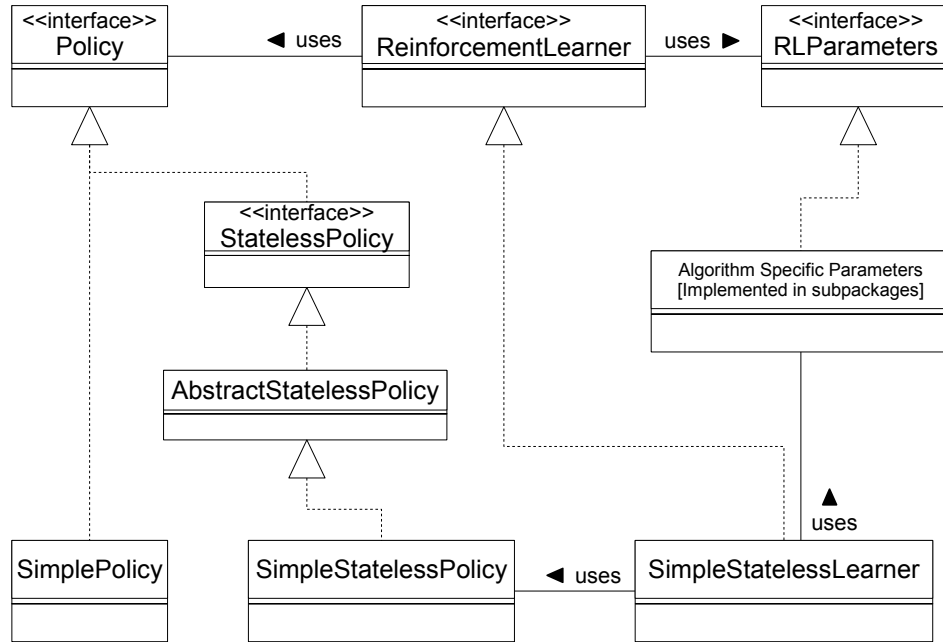 <<interface>>
Policy
uses
<<interface>>
ReinforcementLearner
uses
<<interface>>
RLParameters
<<interface>>
StatelessPolicy
Algorithm Specific Parameters
[Implemented in subpackages]
AbstractStatelessPolicy
uses
SimplePolicy
SimpleStatelessPolicy
uses
SimpleStatelessLearner